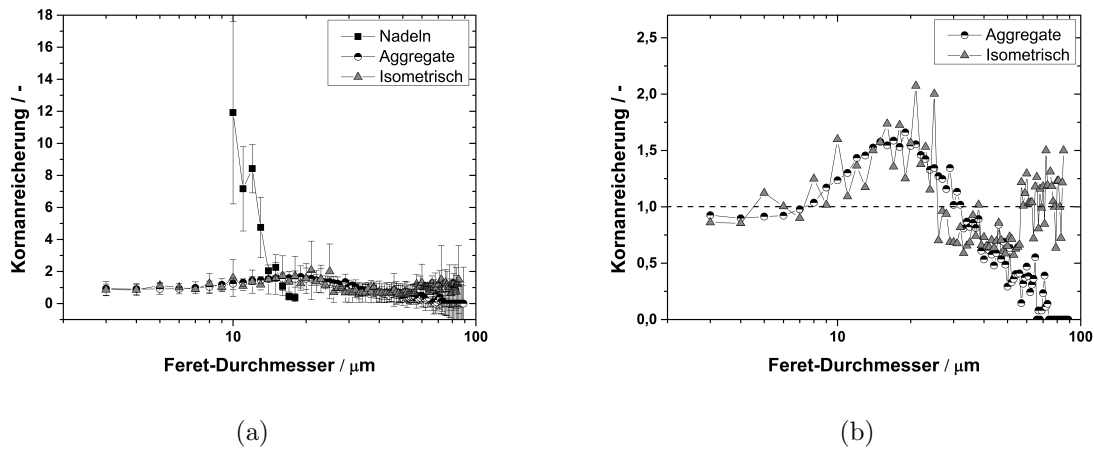 18
16
14
12
10
8
6
4
2
0
Kornanreicherung / -
Nadeln
Aggregate
Isometrisch
10
100
Feret-Durchmesser / μm
(a)
2,5
2,0
1,5
1,0
0,5
0,0
Kornanreicherung / -
Aggregate
Isometrisch
10
100
Feret-Durchmesser / μm
(b)